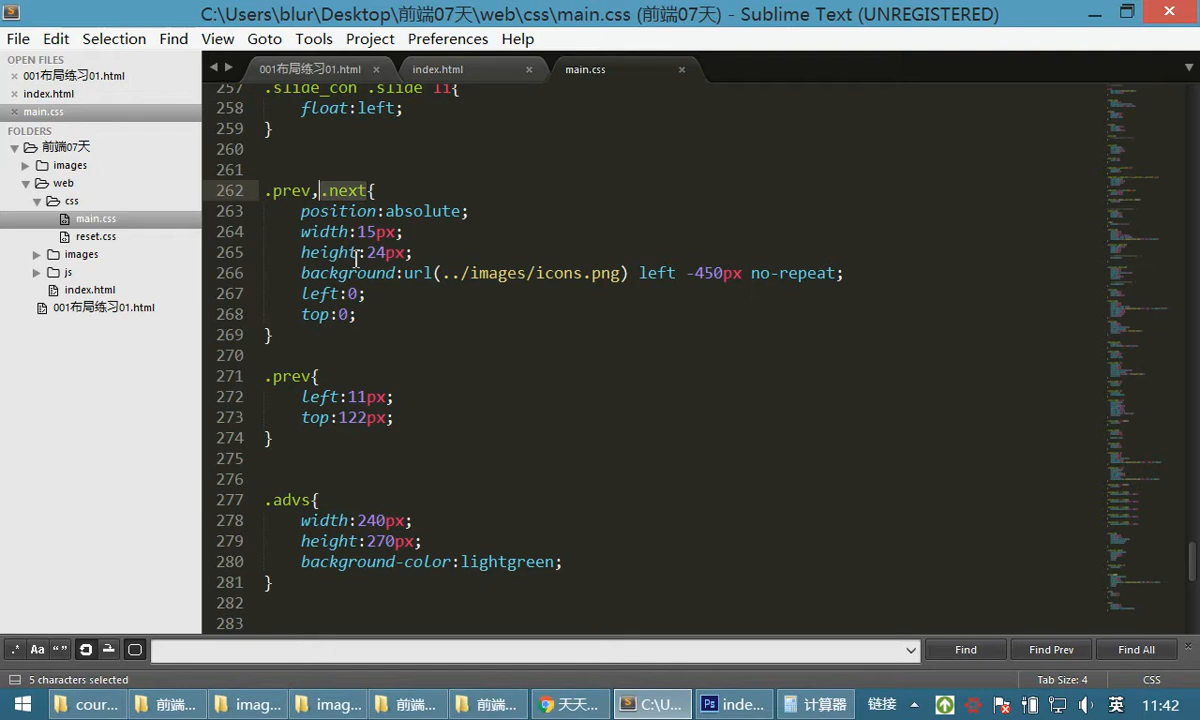 C:\Users\blur\Desktop\前端07天\web\css\main.css (前端07天) - Sublime Text (UNREGISTERED)
File Edit Selection Find View Goto Tools Project Preferences Help
OPEN FILES
001布局练习01.html
index.html
main.css
FOLDERS
前端07天
images
web
css
main.css
reset.css
images
js
index.html
001布局练习01.html
001布局练习01.html index.html main.css
257 .slide_con .slide li{
258 float:left;
259 }
260
261
262 .prev,.next{
263 position:absolute;
264 width:15px;
265 height:24px;
266 background:url(../images/icons.png) left -450px no-repeat;
267 left:0;
268 top:0;
269 }
270
271 .prev{
272 left:11px;
273 top:122px;
274 }
275
276
277 .advs{
278 width:240px;
279 height:270px;
280 background-color:lightgreen;
281 }
282
283
.* Aa “ ” Find Find Prev Find All
5 characters selected Tab Size: 4 CSS
cour... 前端... imag... imag... 前端... 前端... 天天... C:\U... inde... 计算器 链接 英 11:42